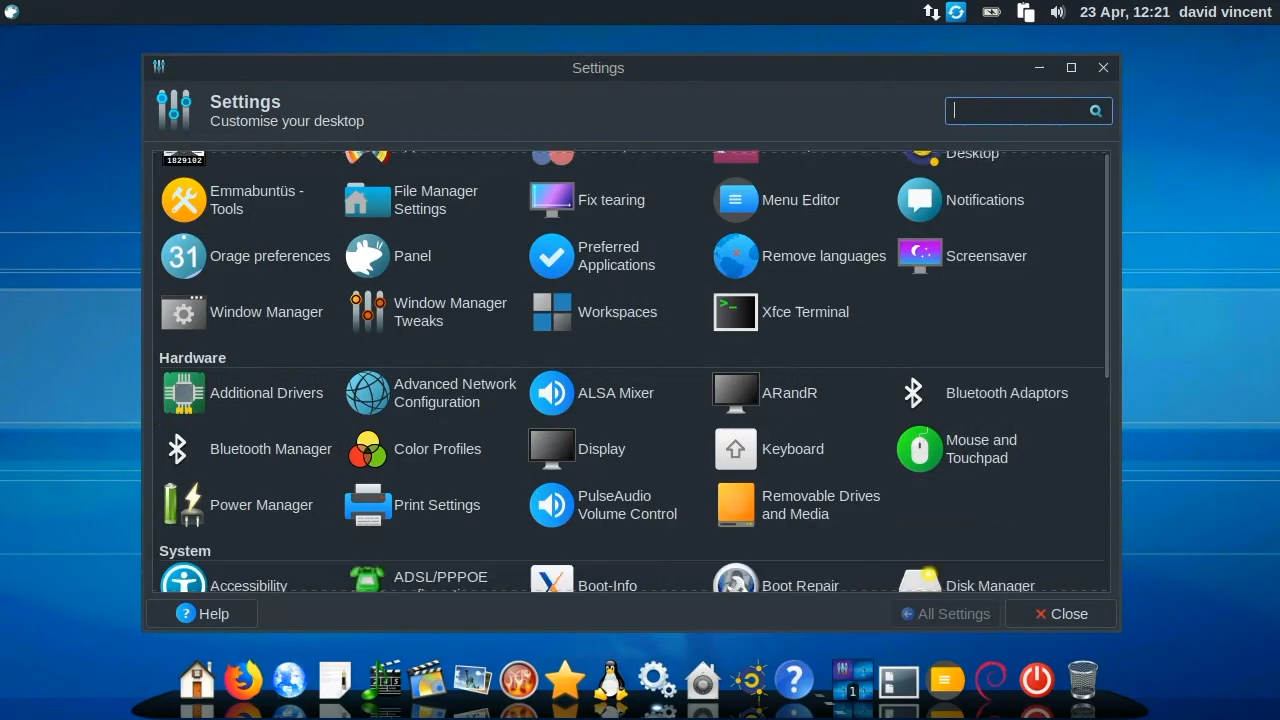 23 Apr, 12:21 david vincent
Settings
Settings
Customise your desktop
1829102
Desktop
Emmabuntüs -
Tools
File Manager
Settings
Fix tearing
Menu Editor
Notifications
31
Orage preferences
Panel
Preferred
Applications
Remove languages
Screensaver
Window Manager
Window Manager
Tweaks
Workspaces
>_
Xfce Terminal
Hardware
Additional Drivers
Advanced Network
Configuration
ALSA Mixer
ARandR
Bluetooth Adaptors
Bluetooth Manager
Color Profiles
Display
Keyboard
Mouse and
Touchpad
Power Manager
Print Settings
PulseAudio
Volume Control
Removable Drives
and Media
System
Accessibility
ADSL/PPPOE
Boot-Info
Boot Repair
Disk Manager
? Help
All Settings
Close
?
1